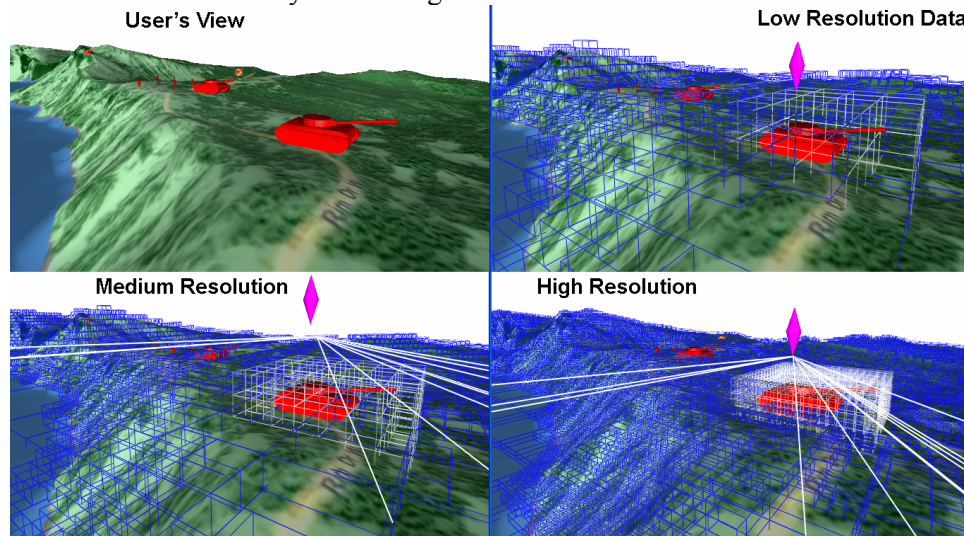 User's View
Low Resolution Data
Medium Resolution
High Resolution